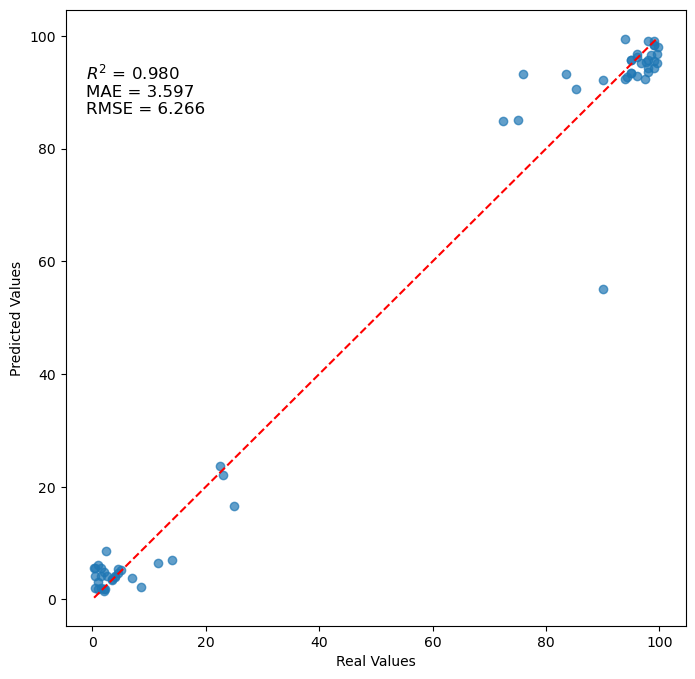 100
80
60
40
20
0
Predicted Values
R² = 0.980
MAE = 3.597
RMSE = 6.266
0 20 40 60 80 100
Real Values